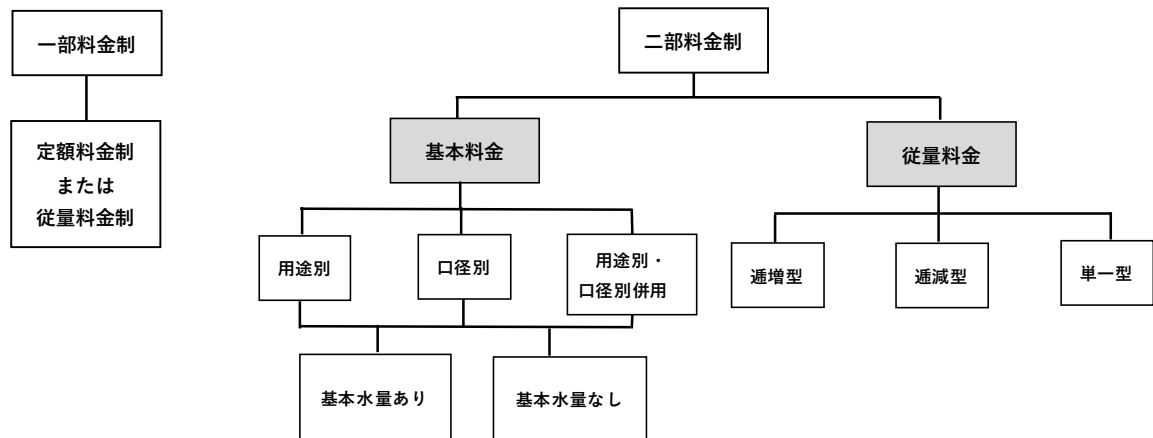 一部料金制
定額料金制
または
従量料金制
二部料金制
基本料金
従量料金
用途別
口径別
用途別・
口径別併用
逓増型
逓減型
単一型
基本水量あり
基本水量なし